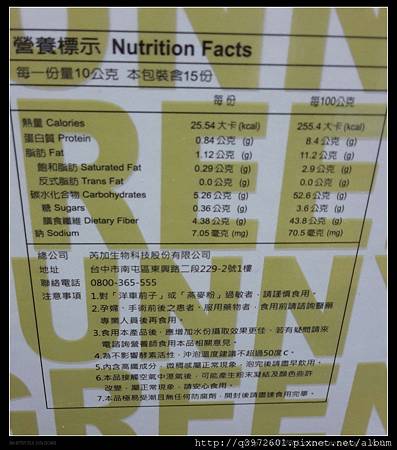 營養標示 Nutrition Facts
每一份量10公克 本包裝含15份
每份 每100公克
熱量 Calories 25.54 大卡 (kcal) 255.4 大卡 (kcal)
蛋白質 Protein 0.84 公克 (g) 8.4 公克 (g)
脂肪 Fat 1.12 公克 (g) 11.2 公克 (g)
飽和脂肪 Saturated Fat 0.29 公克 (g) 2.9 公克 (g)
反式脂肪 Trans Fat 0.0 公克 (g) 0.0 公克 (g)
碳水化合物 Carbohydrates 5.26 公克 (g) 52.6 公克 (g)
糖 Sugars 0.36 公克 (g) 3.6 公克 (g)
膳食纖維 Dietary Fiber 4.38 公克 (g) 43.8 公克 (g)
鈉 Sodium 7.05 毫克 (mg) 70.5 毫克 (mg)
總公司 芮加生物科技股份有限公司
地址 台中市南屯區東興路二段229-2號1樓
聯絡電話 0800-365-555
注意事項 1.對「洋車前子」或「燕麥粉」過敏者,請謹慎食用。
2.孕婦、手術前後之患者、服用藥物者,食用前請諮詢醫藥
專業人員後再食用。
3.食用本產品後,應增加水份攝取效果更佳,若有疑問請來
電諮詢營養師食用本品相關意見。
4.為不影響酵素活性,沖泡溫度建議不超過50度C。
5.內含高纖成分,微稠感屬正常現象,泡完後請盡早飲用。
6.本品接觸空氣中溼氣後,可能產生粉末凝結及顏色些許
改變,屬正常現象,請安心食用。
7.本品極易受潮且無任何防腐劑,開封後請盡速食用完畢。
http://q3972601.pixnet.net/album